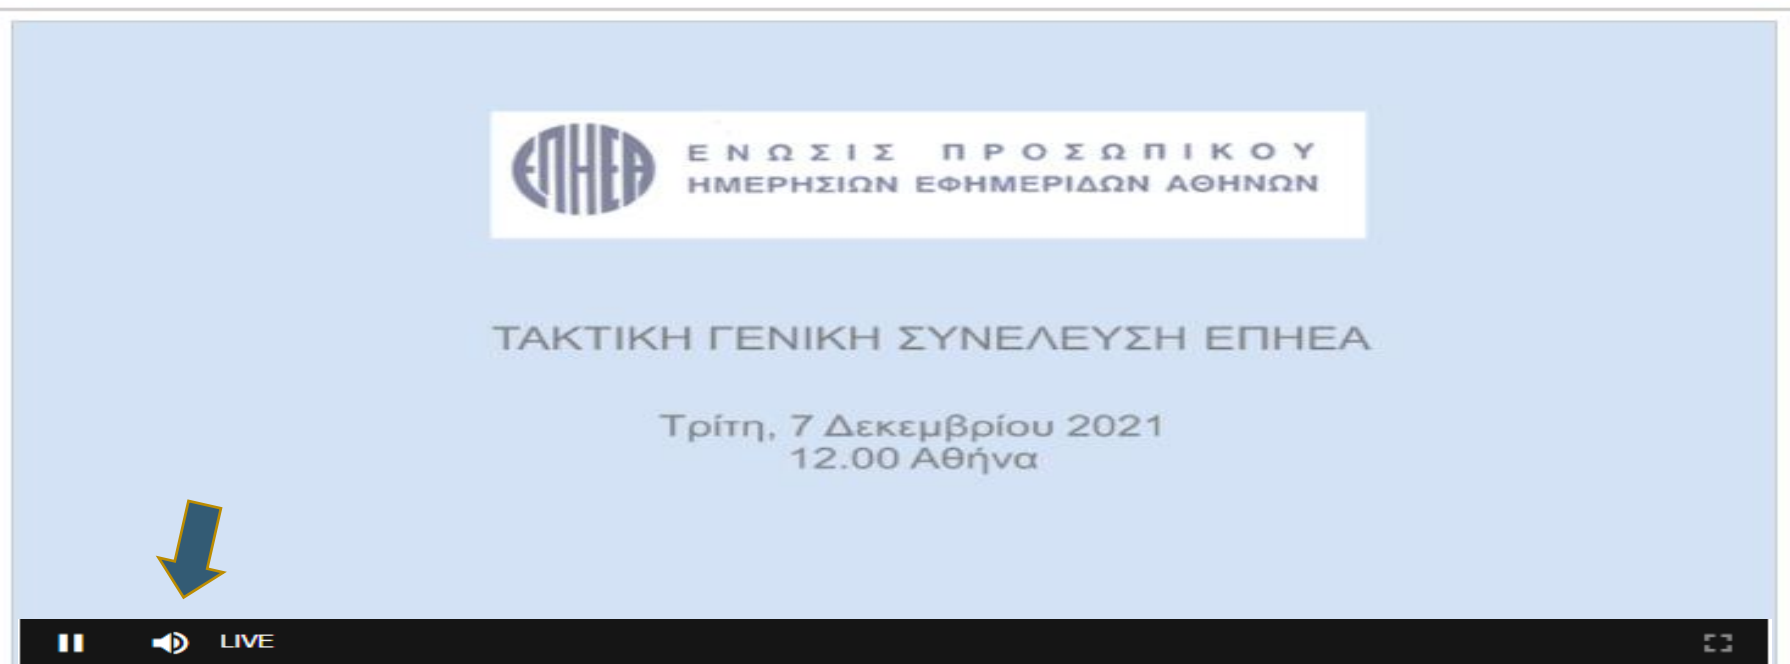 ΕΠΗΕΑ
ΕΝΩΣΙΣ ΠΡΟΣΩΠΙΚΟΥ
ΗΜΕΡΗΣΙΩΝ ΕΦΗΜΕΡΙΔΩΝ ΑΘΗΝΩΝ
ΤΑΚΤΙΚΗ ΓΕΝΙΚΗ ΣΥΝΕΛΕΥΣΗ ΕΠΗΕΑ
Τρίτη, 7 Δεκεμβρίου 2021
12.00 Αθήνα
LIVE